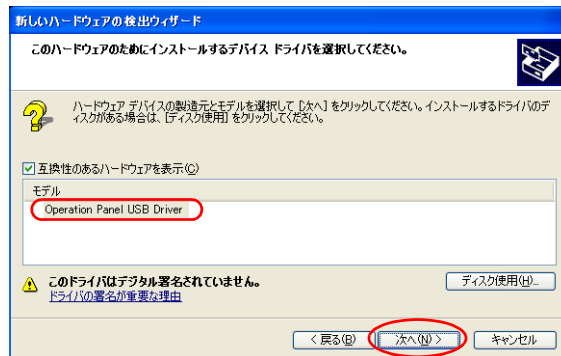 新しいハードウェアの検出ウィザード
このハードウェアのためにインストールするデバイス ドライバを選択してください。
ハードウェア デバイスの製造元とモデルを選択して [次へ] をクリックしてください。インストールするドライバのデ
ィスクがある場合は、[ディスク使用] をクリックしてください。
互換性のあるハードウェアを表示(C)
モデル
Operation Panel USB Driver
このドライバはデジタル署名されていません。
ディスク使用(H)...
ドライバの署名が重要な理由
< 戻る(B)
次へ(N) >
キャンセル